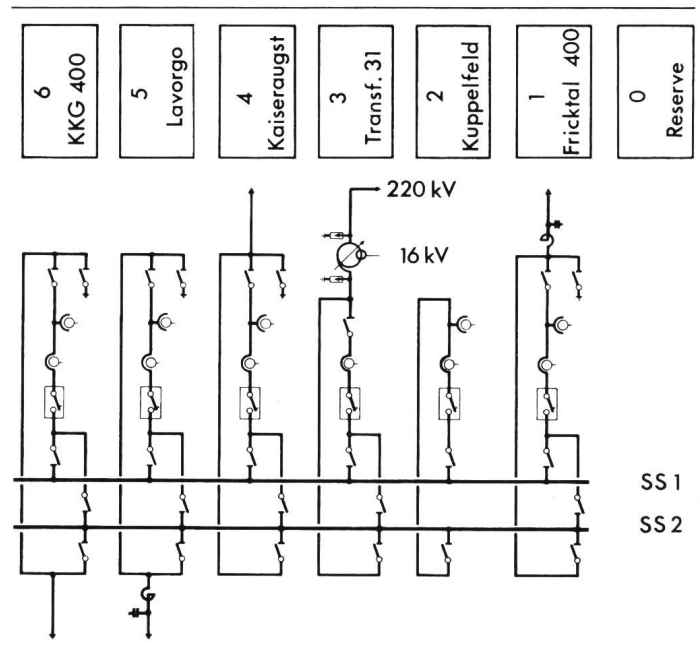 6
KKG 400
5
Lavorgo
4
Kaiseraugst
3
Transf. 31
2
Kuppelfeld
1
Fricktal 400
0
Reserve
220 kV
16 kV
SS 1
SS 2